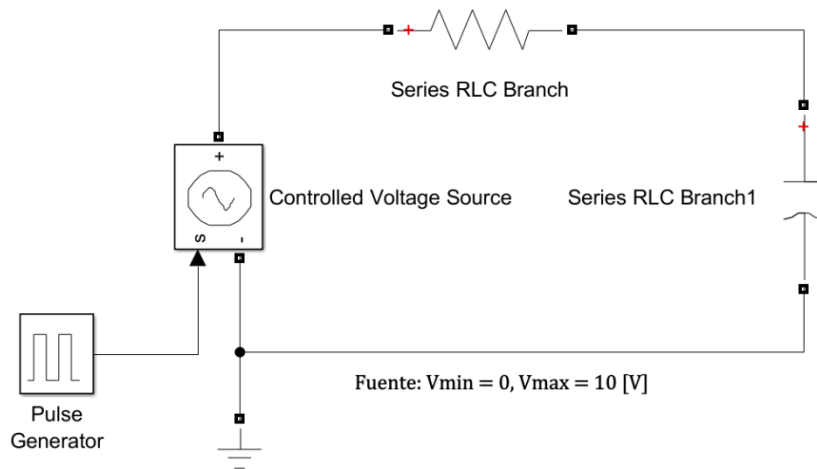 Series RLC Branch
+
Controlled Voltage Source
s
-
Series RLC Branch1
Fuente: Vmin = 0, Vmax = 10 [V]
Pulse
Generator